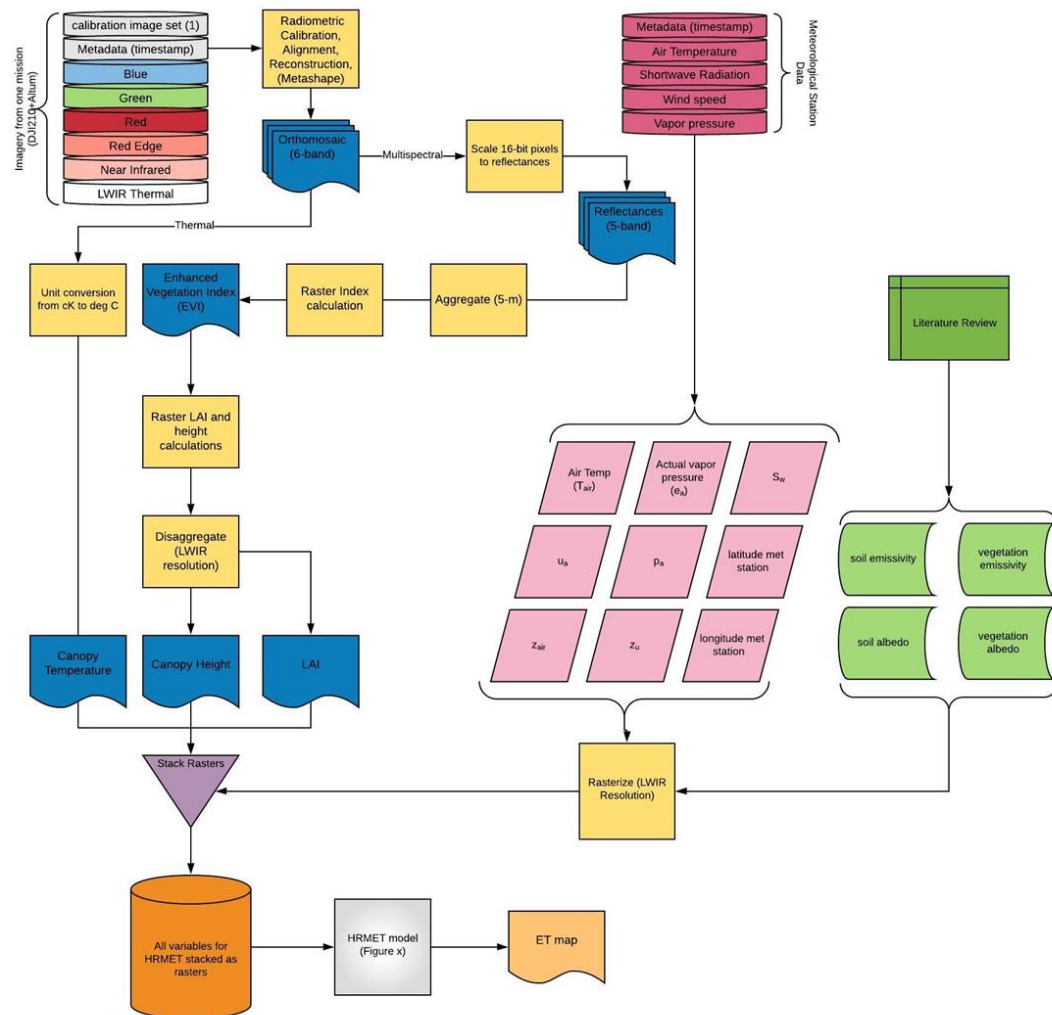 calibration image set (1)
Metadata (timestamp)
Blue
Green
Red
Red Edge
Near Infrared
LWIR Thermal
Imagery from one mission
(DJI210+Altum)
Radiometric
Calibration,
Alignment,
Reconstruction,
(Metashape)
Orthomosaic
(6-band)
Multispectral
Scale 16-bit pixels
to reflectances
Reflectances
(5-band)
Metadata (timestamp)
Air Temperature
Shortwave Radiation
Wind speed
Vapor pressure
Meteorological Station
Data
Thermal
Unit conversion
from cK to deg C
Enhanced
Vegetation Index
(EVI)
Raster Index
calculation
Aggregate (5-m)
Literature Review
Raster LAI and
height
calculations
Disaggregate
(LWIR
resolution)
Canopy
Temperature
Canopy Height
LAI
Air Temp
(Tair)
Actual vapor
pressure
(ea)
Sw
ua
pa
latitude met
station
zair
zu
longitude met
station
soil emissivity
vegetation
emissivity
soil albedo
vegetation
albedo
Stack Rasters
Rasterize (LWIR
Resolution)
All variables for
HRMET stacked as
rasters
HRMET model
(Figure x)
ET map